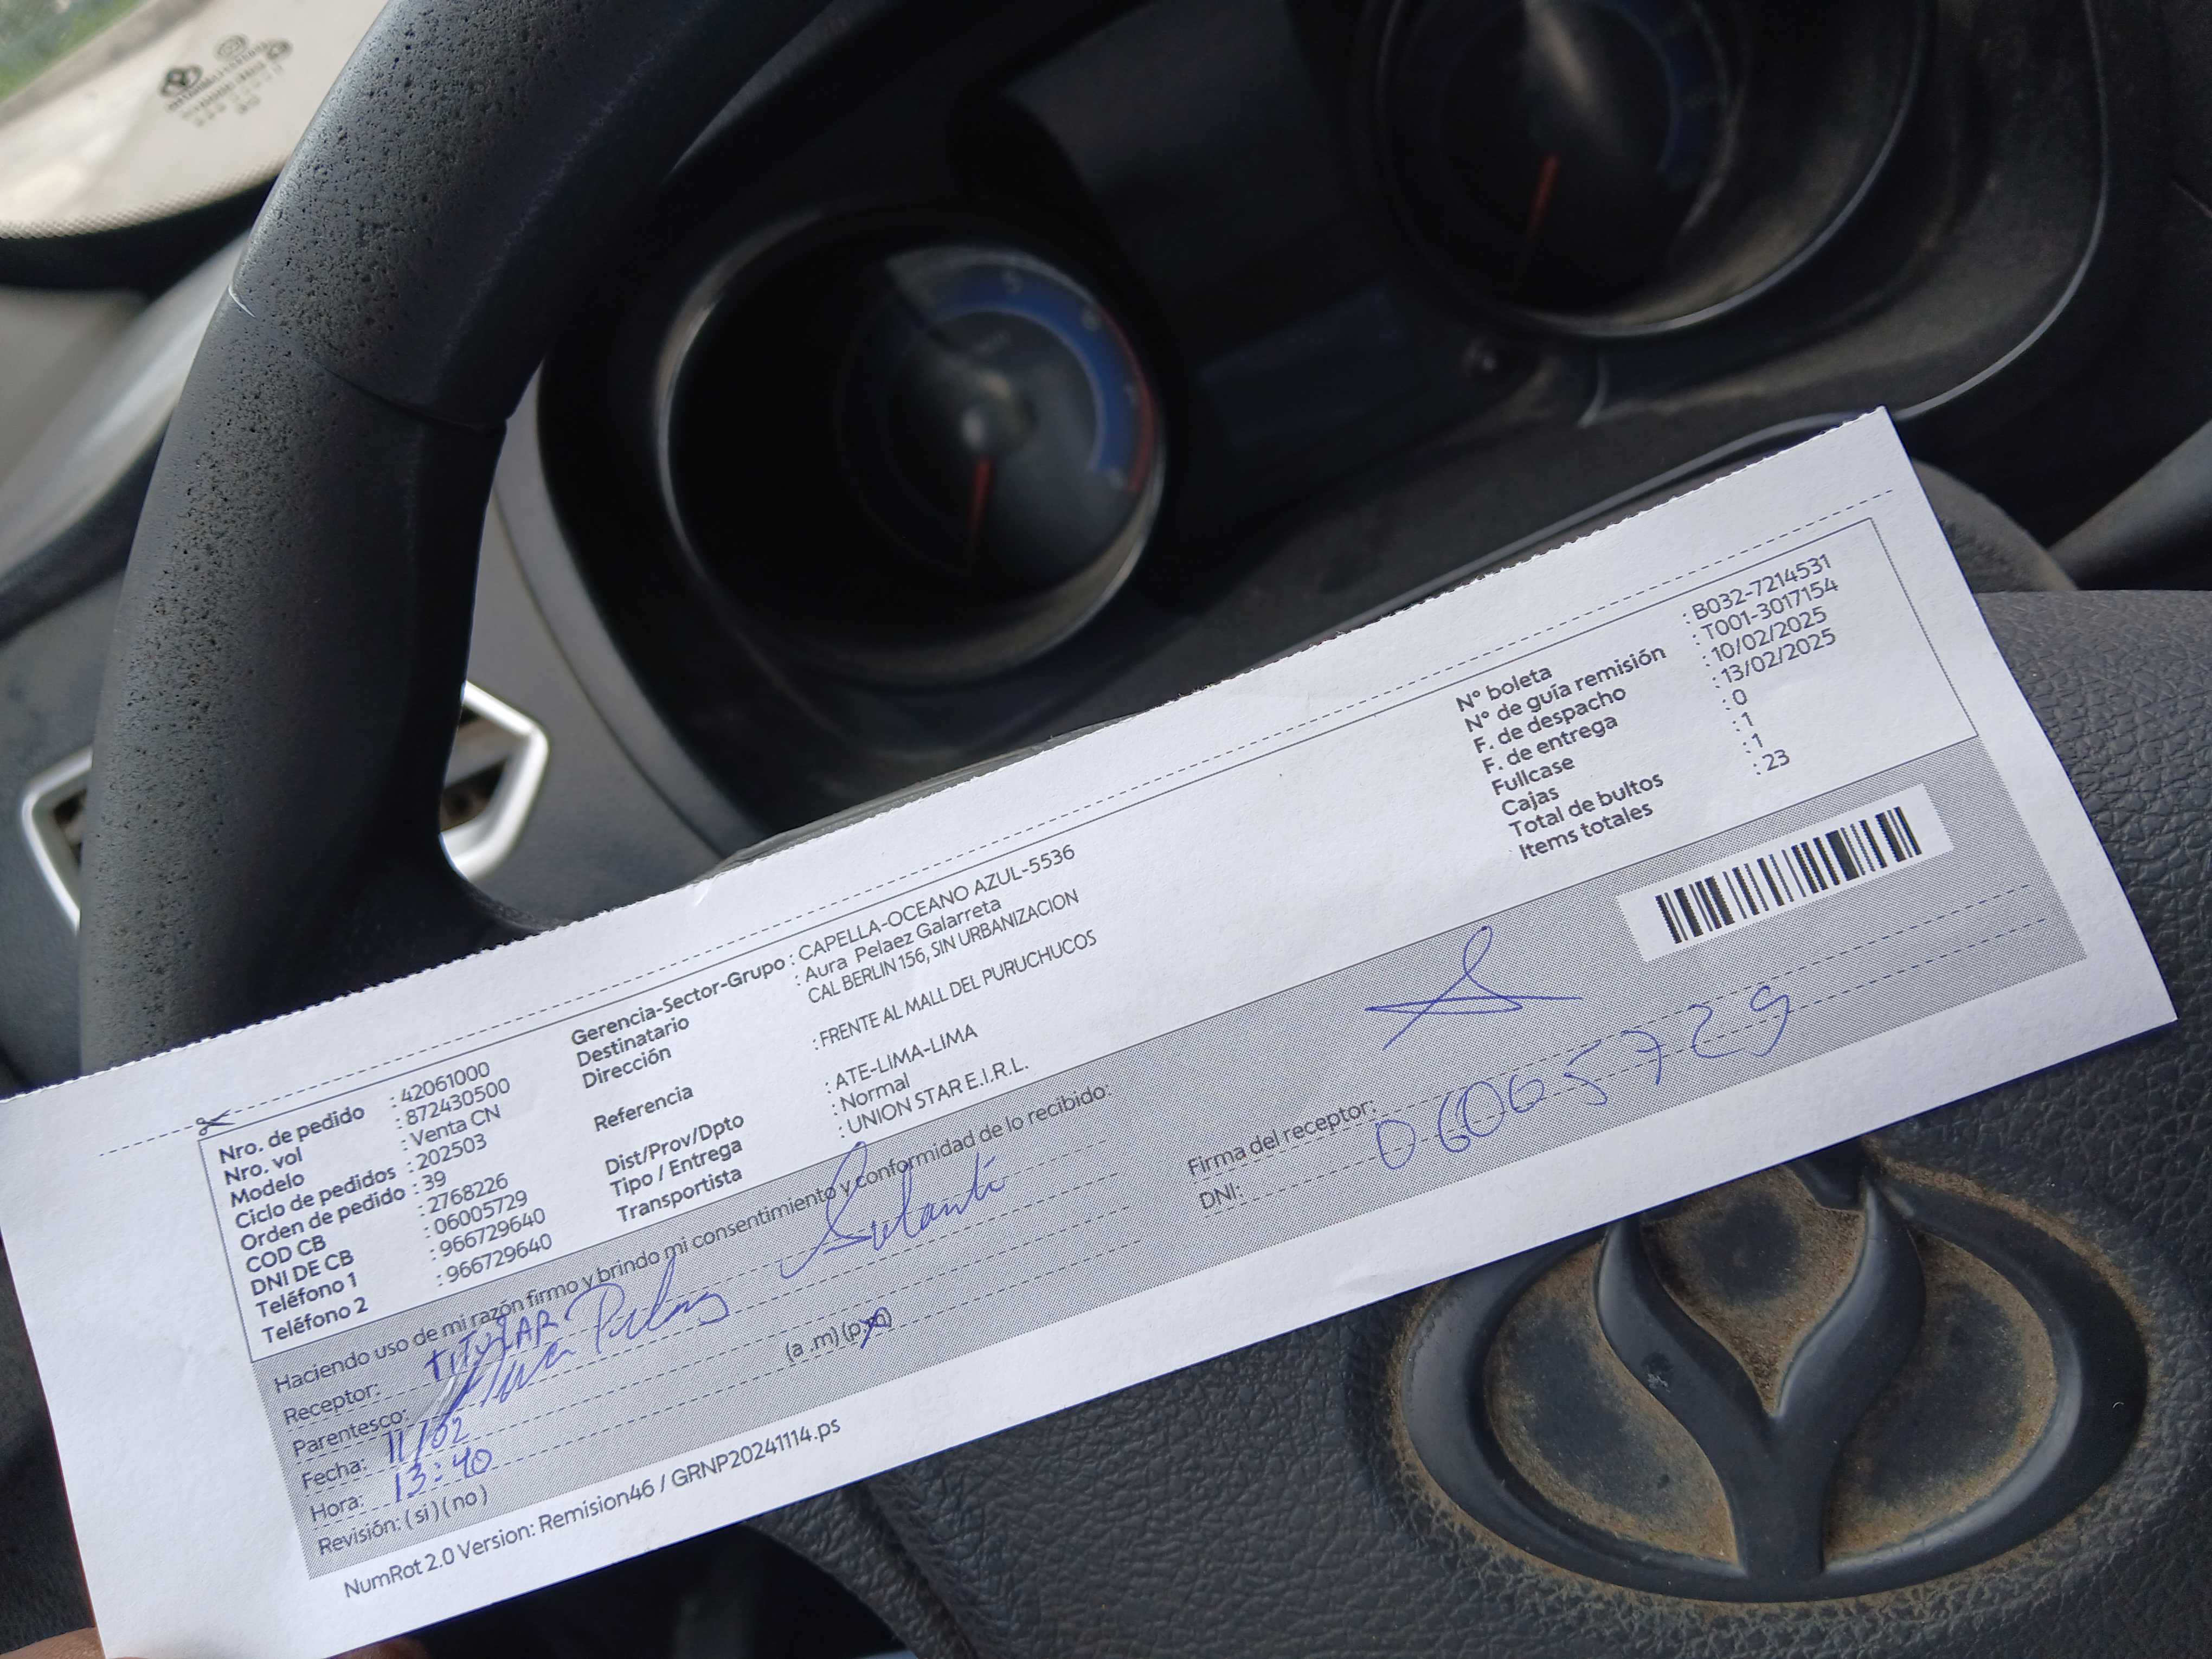 Nro. de pedido : 42061000
Nro. vol : 872430500
Modelo : Venta CN
Ciclo de pedidos : 202503
Orden de pedido : 39
COD CB : 2768226
DNI DE CB : 06005729
Teléfono 1 : 966729640
Teléfono 2 : 966729640
Gerencia-Sector-Grupo : CAPELLA-OCEANO AZUL-5536
Destinatario : Aura Pelaez Galarreta
Dirección CAL BERLIN 156, SIN URBANIZACION
Referencia : FRENTE AL MALL DEL PURUCHUCOS
Dist/Prov/Dpto : ATE-LIMA-LIMA
Tipo / Entrega : Normal
Transportista : UNION STAR E.I.R.L.
N° boleta : B032-7214531
N° de guía remisión : T001-3017154
F. de despacho : 10/02/2025
F. de entrega : 13/02/2025
Fullcase : 0
Cajas : 1
Total de bultos : 1
Items totales : 23
Haciendo uso de mi razón firmo y brindo mi consentimiento y conformidad de lo recibido:
Receptor: TITULAR
Parentesco: Aura Pelaez
Fecha: 11/02
Hora: 13:40 (a .m) (p.m)
Revisión: ( si ) ( no )
Firma del receptor:
DNI: 06005729
NumRot 2.0 Version: Remision46 / GRNP20241114.ps